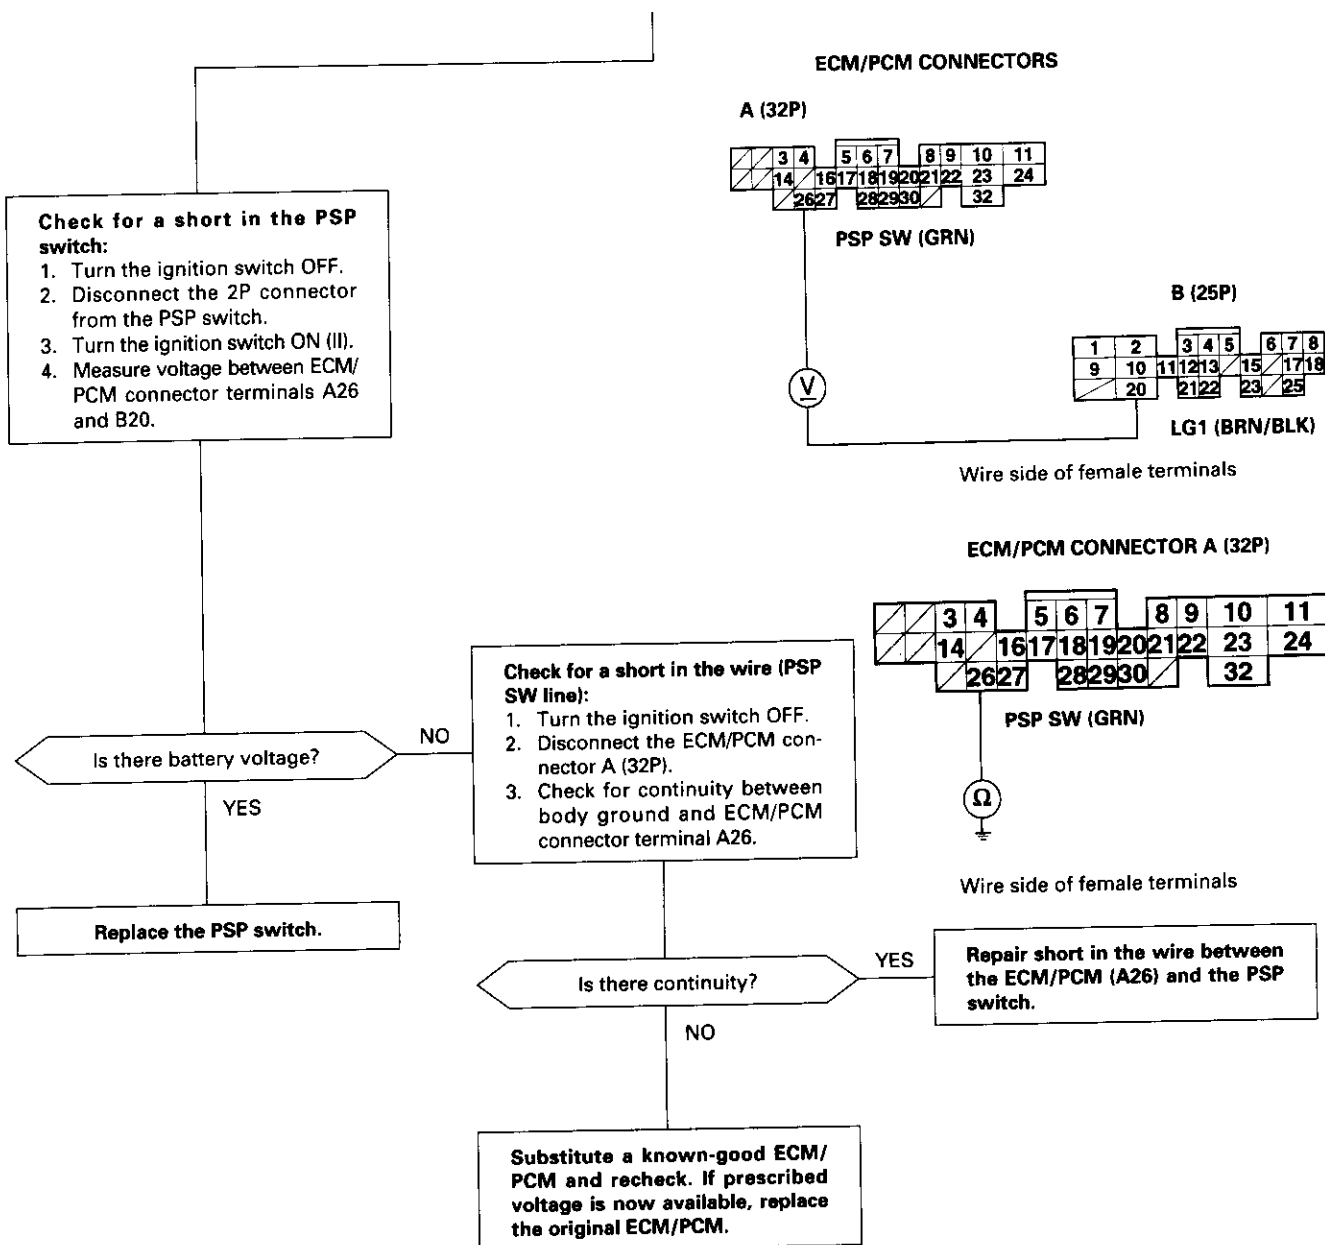 ECM/PCM CONNECTORS
A (32P)
3 4 5 6 7 8 9 10 11
14 16 17 18 19 20 21 22 23 24
26 27 28 29 30 32
PSP SW (GRN)
B (25P)
1 2 3 4 5 6 7 8
9 10 11 12 13 15 17 18
20 21 22 23 25
LG1 (BRN/BLK)
V
Wire side of female terminals
Check for a short in the PSP
switch:
1. Turn the ignition switch OFF.
2. Disconnect the 2P connector
from the PSP switch.
3. Turn the ignition switch ON (II).
4. Measure voltage between ECM/
PCM connector terminals A26
and B20.
ECM/PCM CONNECTOR A (32P)
3 4 5 6 7 8 9 10 11
14 16 17 18 19 20 21 22 23 24
26 27 28 29 30 32
PSP SW (GRN)
Ω
Wire side of female terminals
Is there battery voltage?
NO
YES
Check for a short in the wire (PSP
SW line):
1. Turn the ignition switch OFF.
2. Disconnect the ECM/PCM con-
nector A (32P).
3. Check for continuity between
body ground and ECM/PCM
connector terminal A26.
Replace the PSP switch.
Is there continuity?
YES
NO
Repair short in the wire between
the ECM/PCM (A26) and the PSP
switch.
Substitute a known-good ECM/
PCM and recheck. If prescribed
voltage is now available, replace
the original ECM/PCM.